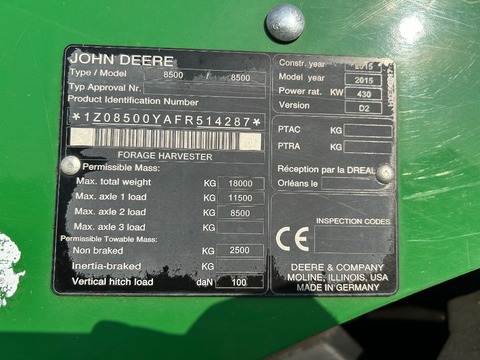 JOHN DEERE
Type / Model 8500 / 8500
Typ Approval No.
Product Identification Number
*1Z08500YAFR514287*
FORAGE HARVESTER
Permissible Mass:
Max. total weight KG 18000
Max. axle 1 load KG 11500
Max. axle 2 load KG 8500
Max. axle 3 load KG
Permissible Towable Mass:
Non braked KG 2500
Inertia-braked KG
Vertical hitch load daN 100
Constr. year 2015
Model year 2015
Power rat. KW 430
Version D2
PTAC KG
PTRA KG
Réception par la DREAL
Orléans le
INSPECTION CODES
CE
DEERE & COMPANY
MOLINE, ILLINOIS, USA
MADE IN GERMANY